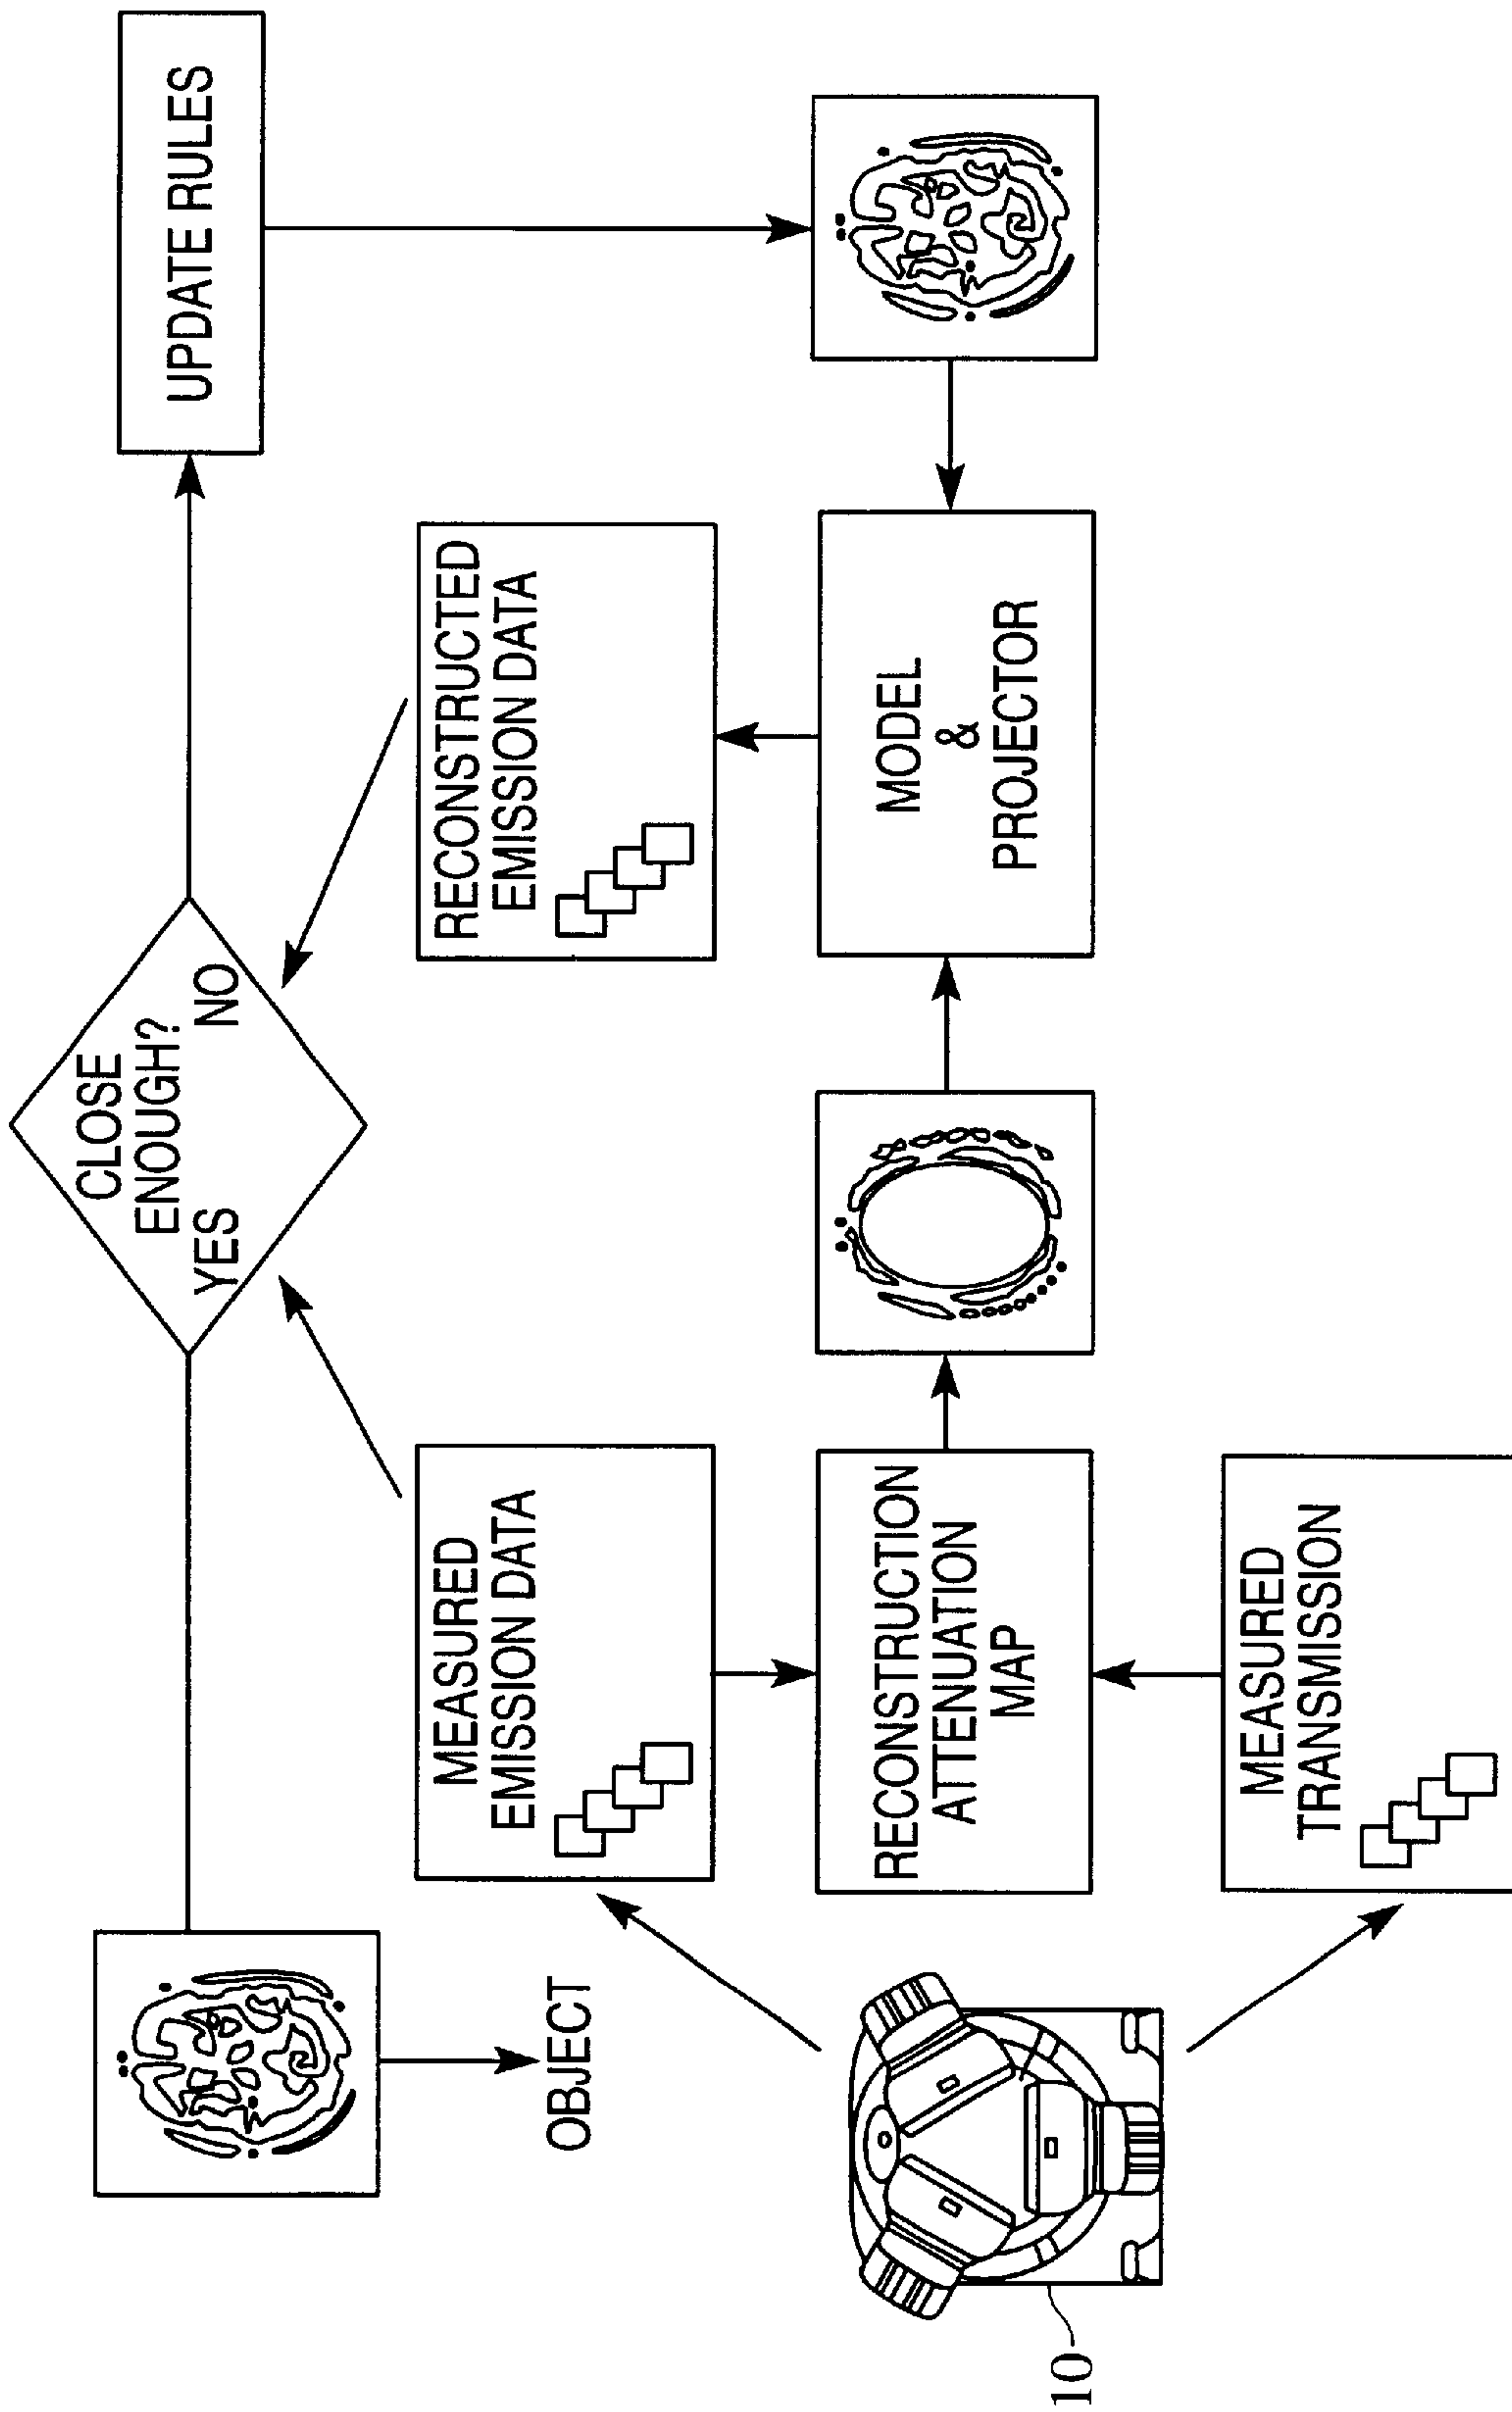 CLOSE
ENOUGH?
YES NO
UPDATE RULES
OBJECT
MEASURED
EMISSION DATA
RECONSTRUCTED
EMISSION DATA
RECONSTRUCTION
ATTENUATION
MAP
MODEL
&
PROJECTOR
10
MEASURED
TRANSMISSION